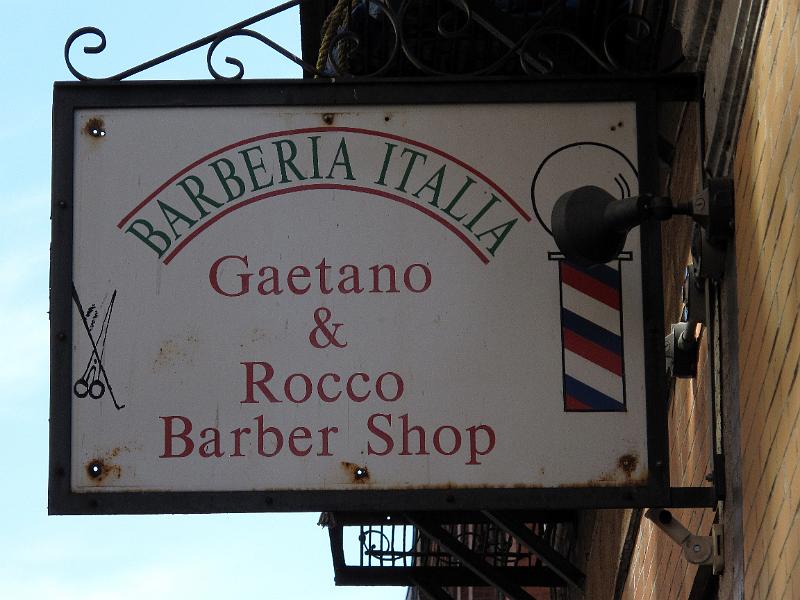 BARBERIA ITALIA
Gaetano
&
Rocco
Barber Shop